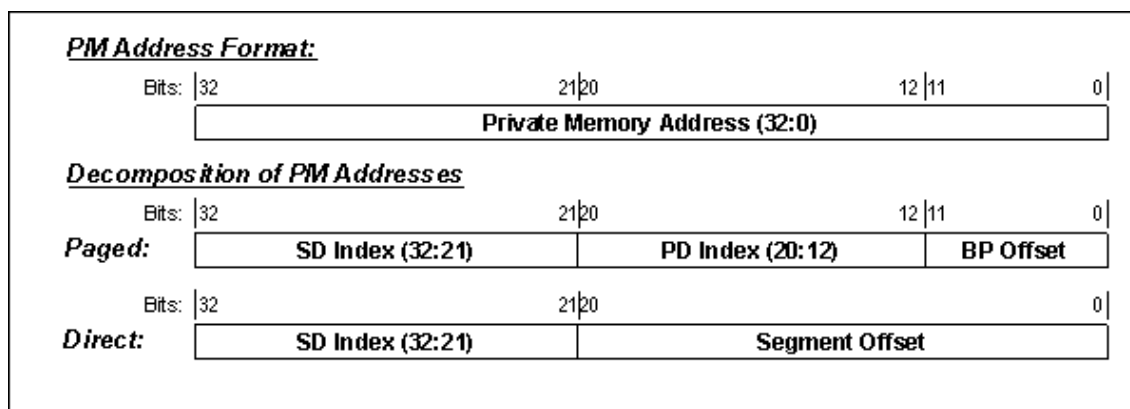 PM Address Format:
Bits: 32 21 20 12 11 0
Private Memory Address (32:0)
Decomposition of PM Addresses
Bits: 32 21 20 12 11 0
Paged: SD Index (32:21) PD Index (20:12) BP Offset
Bits: 32 21 20 0
Direct: SD Index (32:21) Segment Offset